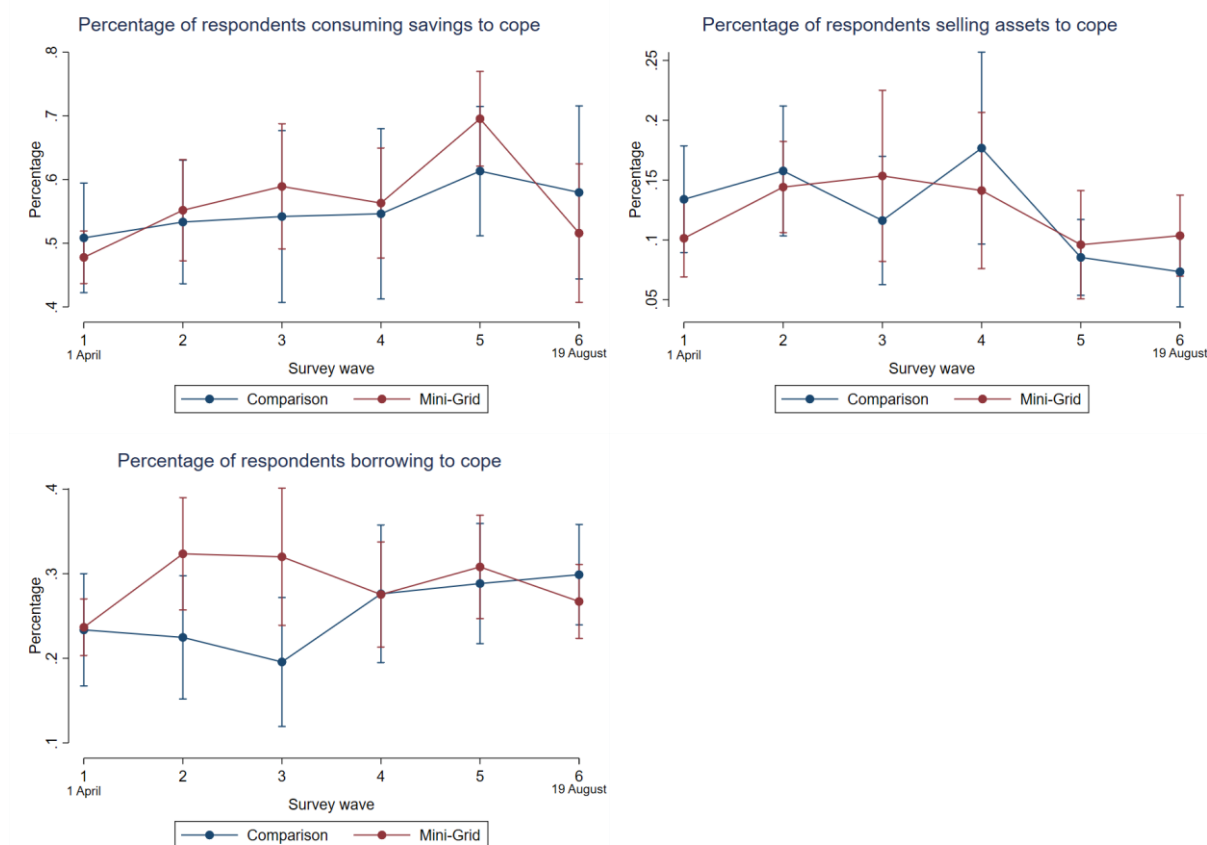 Percentage of respondents consuming savings to cope
Percentage
.8
.7
.6
.5
.4
1 2 3 4 5 6
1 April 19 August
Survey wave
Comparison Mini-Grid
Percentage of respondents selling assets to cope
Percentage
.25
.2
.15
.1
.05
1 2 3 4 5 6
1 April 19 August
Survey wave
Comparison Mini-Grid
Percentage of respondents borrowing to cope
Percentage
.4
.3
.2
.1
1 2 3 4 5 6
1 April 19 August
Survey wave
Comparison Mini-Grid